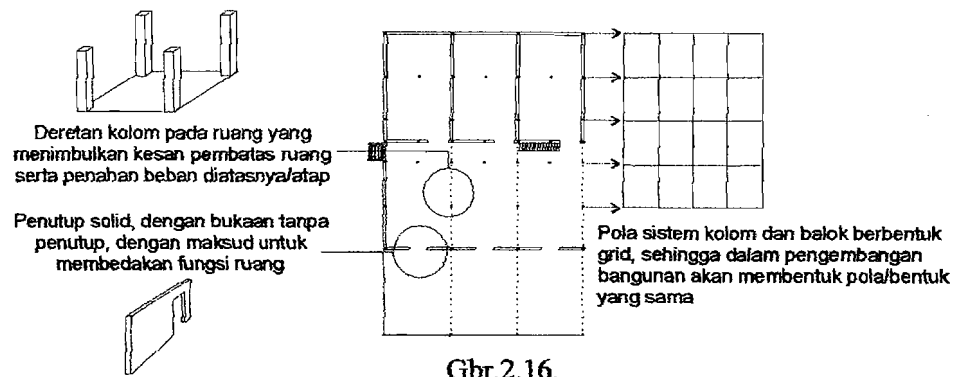 Deretan kolom pada ruang yang
menimbulkan kesan pembatas ruang
serta penahan beban diatasnya/atap
Penutup solid, dengan bukaan tanpa
penutup, dengan maksud untuk
membedakan fungsi ruang
Pola sistem kolom dan balok berbentuk
grid, sehingga dalam pengembangan
bangunan akan membentuk pola/bentuk
yang sama
Gbr.2.16.